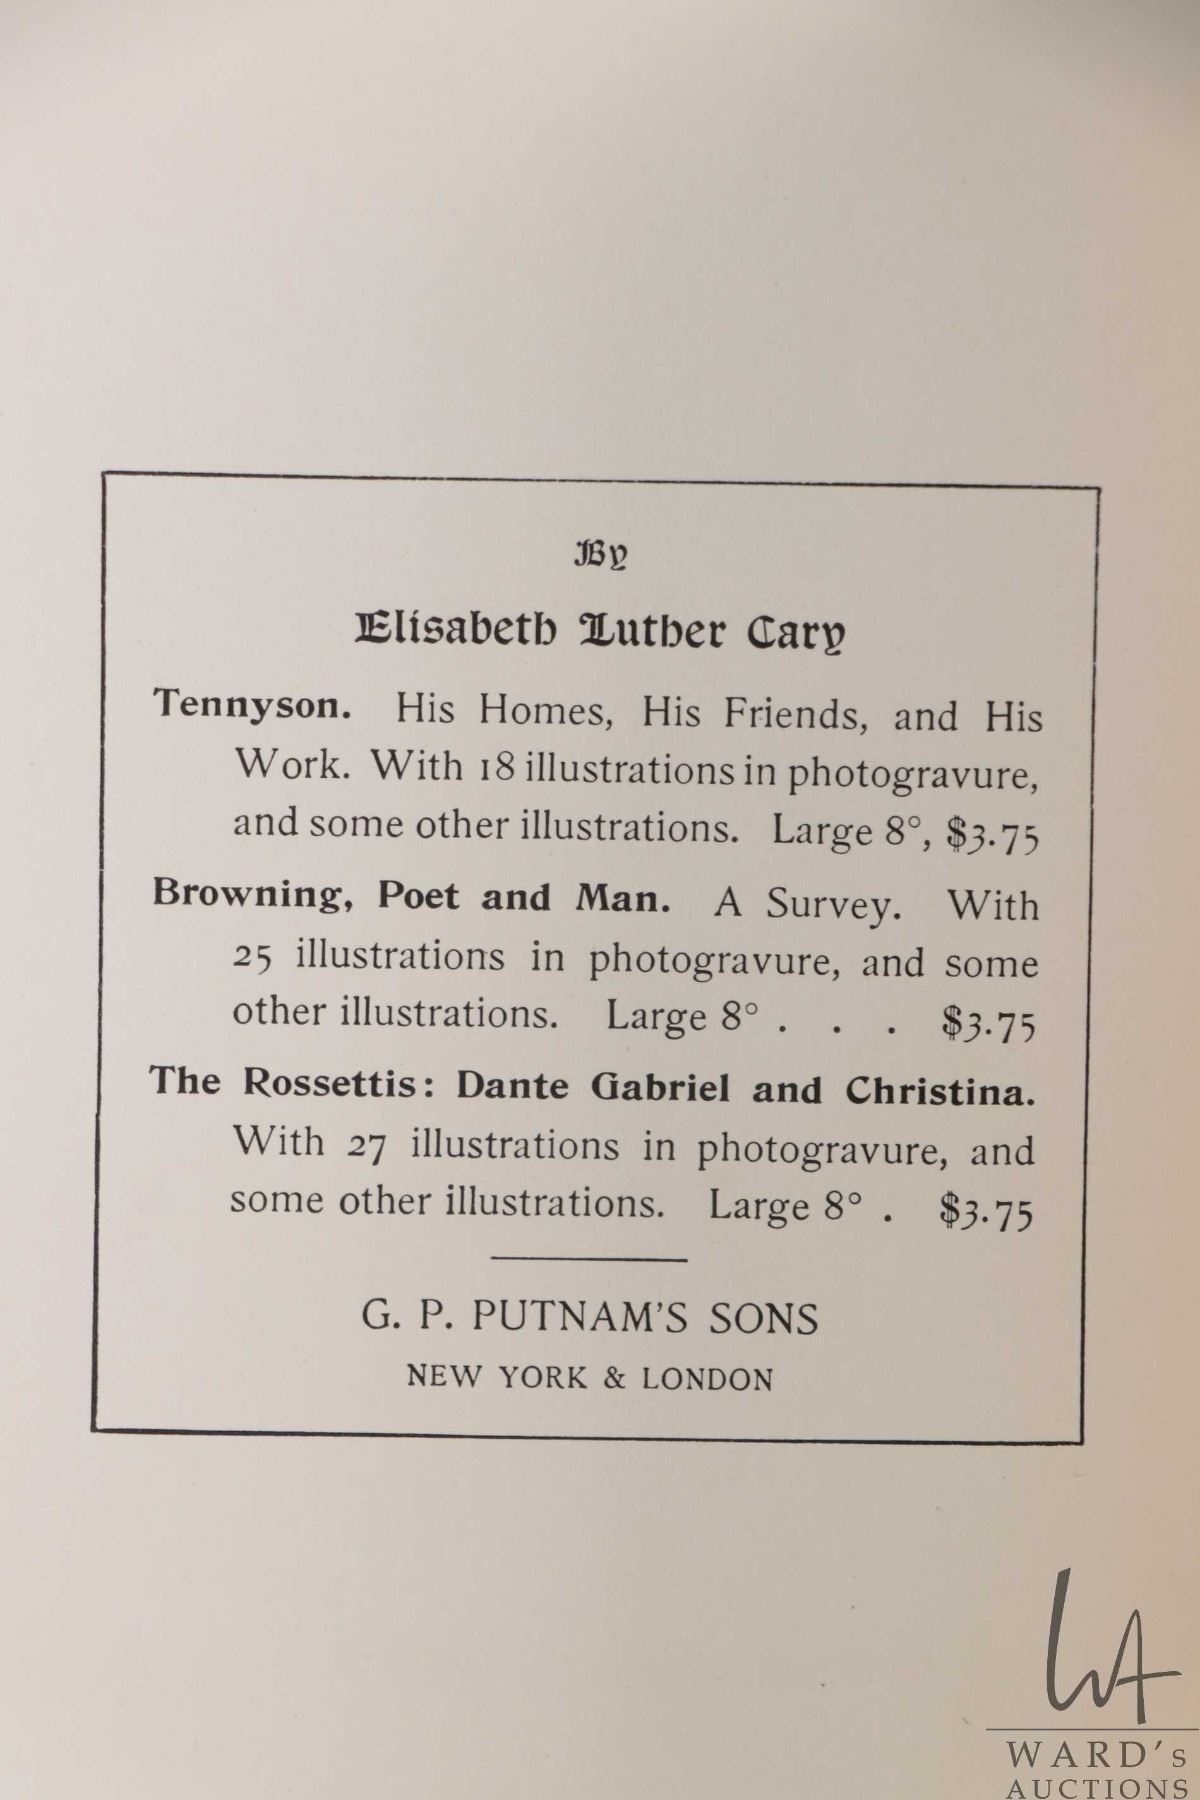 By
Elisabeth Luther Cary
Tennyson. His Homes, His Friends, and His
Work. With 18 illustrations in photogravure,
and some other illustrations. Large 8°, $3.75
Browning, Poet and Man. A Survey. With
25 illustrations in photogravure, and some
other illustrations. Large 8° . . . $3.75
The Rossettis: Dante Gabriel and Christina.
With 27 illustrations in photogravure, and
some other illustrations. Large 8° . $3.75
G. P. PUTNAM'S SONS
NEW YORK & LONDON
WA
WARD's
AUCTIONS